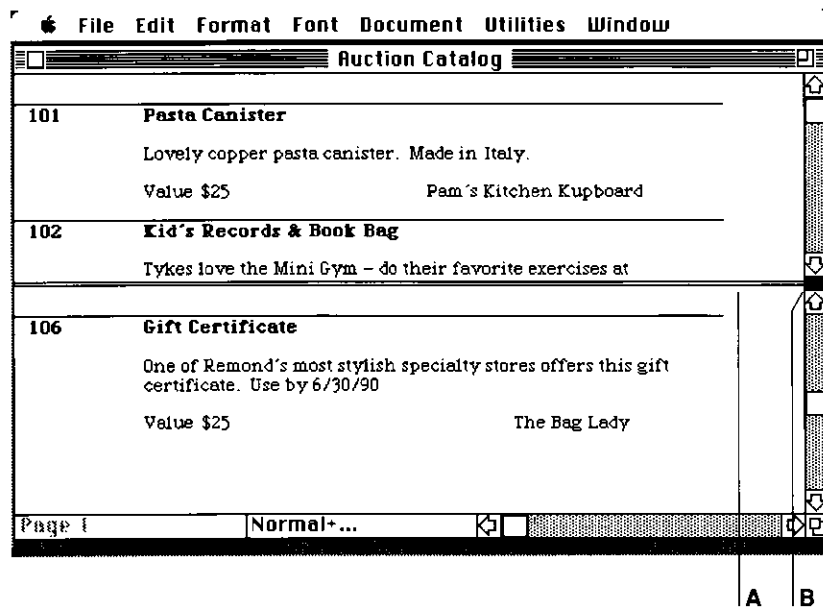 File Edit Format Font Document Utilities Window
Auction Catalog
101 Pasta Canister
Lovely copper pasta canister. Made in Italy.
Value $25 Pam's Kitchen Kupboard
102 Kid's Records & Book Bag
Tykes love the Mini Gym – do their favorite exercises at
106 Gift Certificate
One of Remond's most stylish specialty stores offers this gift
certificate. Use by 6/30/90
Value $25 The Bag Lady
Page 1 Normal+...
A B